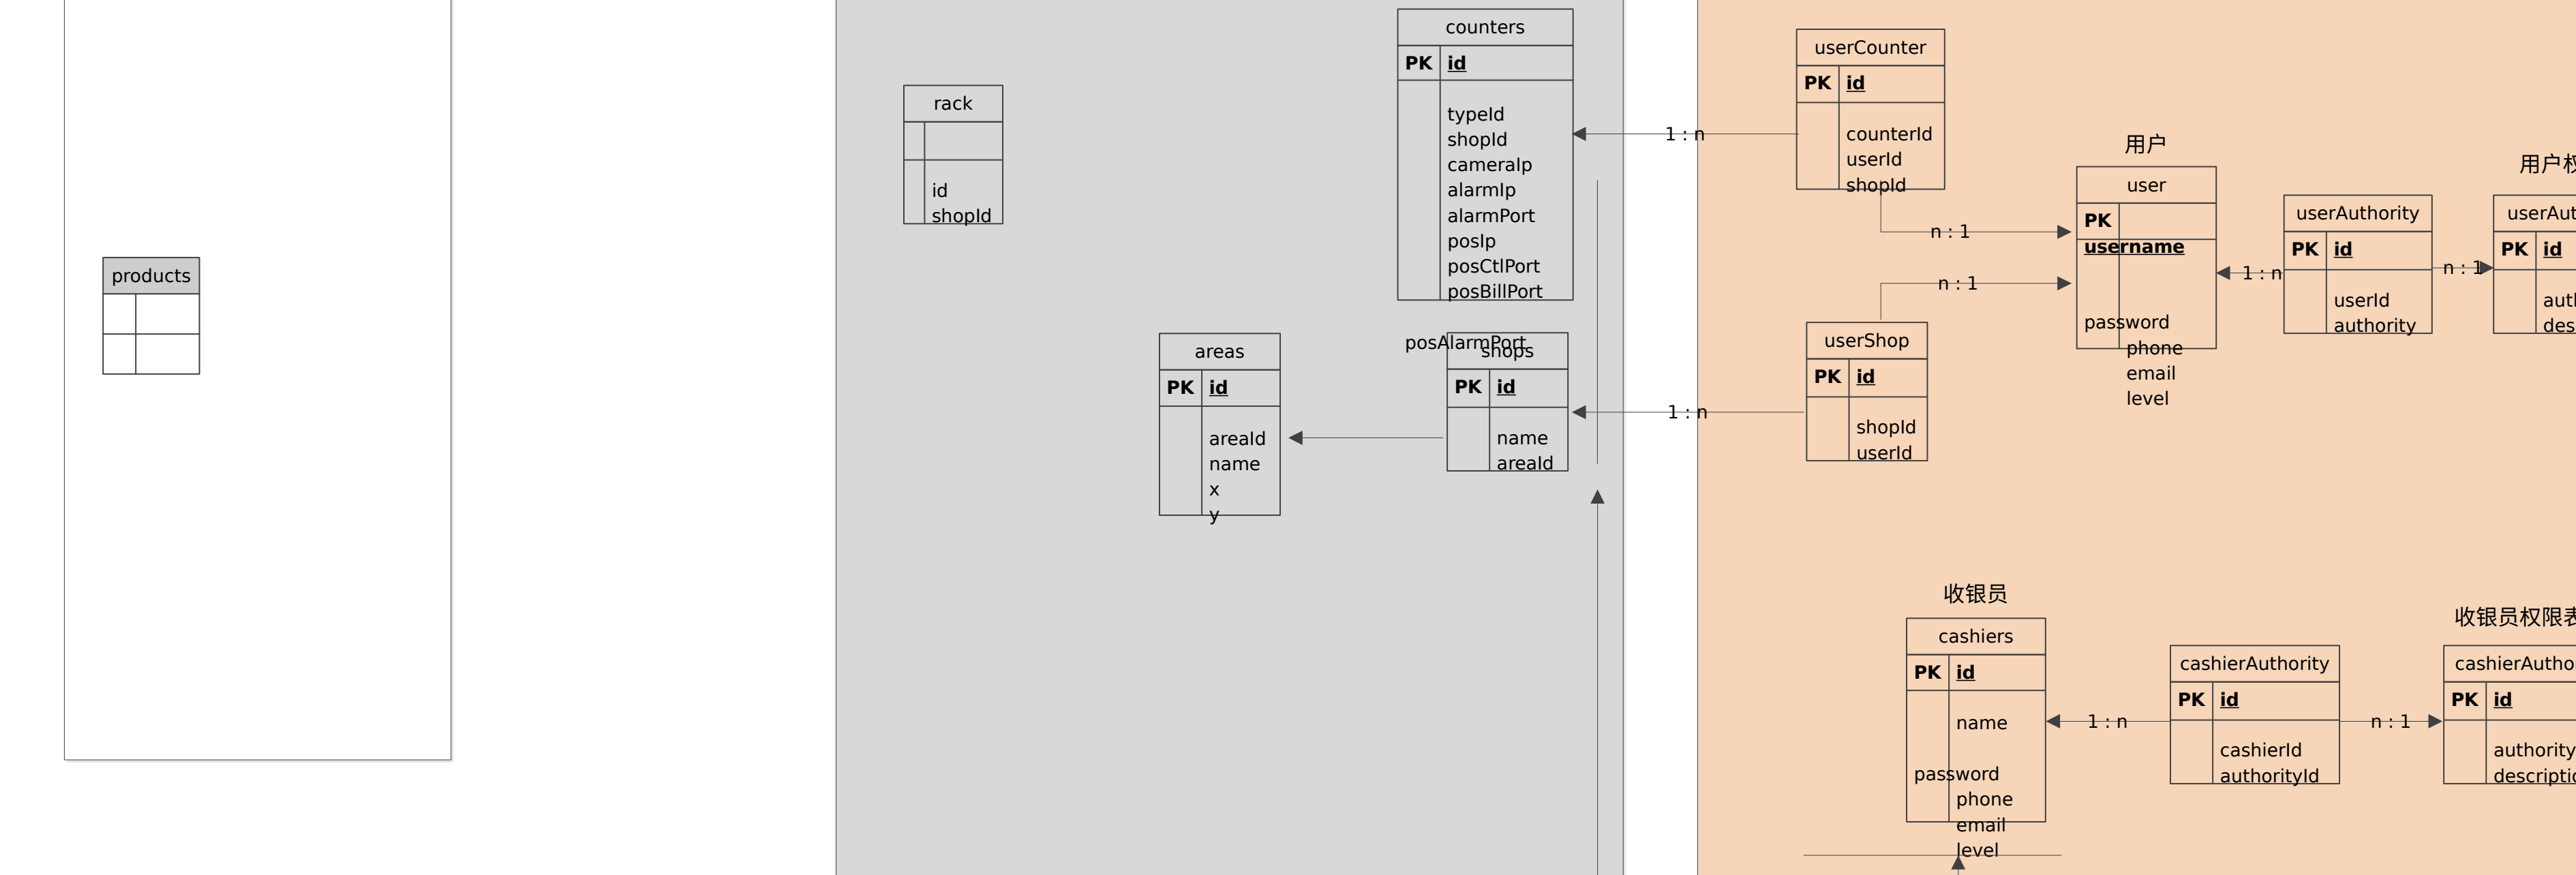 products
rack
id
shopId
counters
PK id
typeId
shopId
cameraIp
alarmIp
alarmPort
posIp
posCtlPort
posBillPort
posAlarmPort
areas
PK id
areaId
name
x
y
shops
PK id
name
areaId
1 : n
1 : n
userCounter
PK id
counterId
userId
shopId
n : 1
n : 1
userShop
PK id
shopId
userId
用户
user
PK
username
password
phone
email
level
1 : n
userAuthority
PK id
userId
authority
n : 1
用户权
userAut
PK id
aut
des
收银员
cashiers
PK id
name
password
phone
email
level
1 : n
cashierAuthority
PK id
cashierId
authorityId
n : 1
收银员权限表
cashierAutho
PK id
authority
descripti